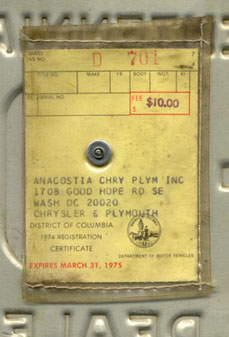 TAG NO. D 701
TITLE NO. MAKE YR. BODY WGT.
SERIAL NO. FEE
$ $10.00
ANACOSTIA CHRY PLYM INC
1708 GOOD HOPE RD SE
WASH DC 20020
CHRYSLER & PLYMOUTH
DISTRICT OF COLUMBIA
1974 REGISTRATION
CERTIFICATE
DEPARTMENT OF MOTOR VEHICLES
EXPIRES MARCH 31, 1975